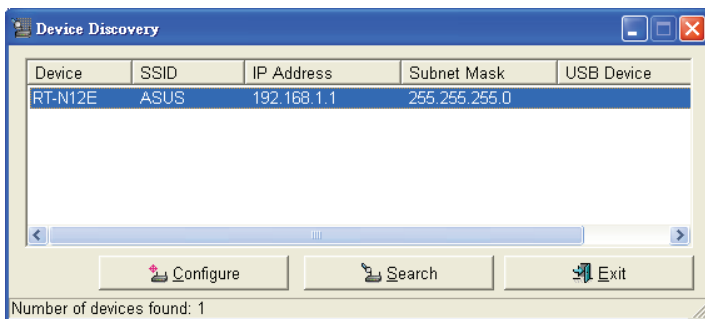 Device Discovery
Device SSID IP Address Subnet Mask USB Device
RT-N12E ASUS 192.168.1.1 255.255.255.0
Configure Search Exit
Number of devices found: 1